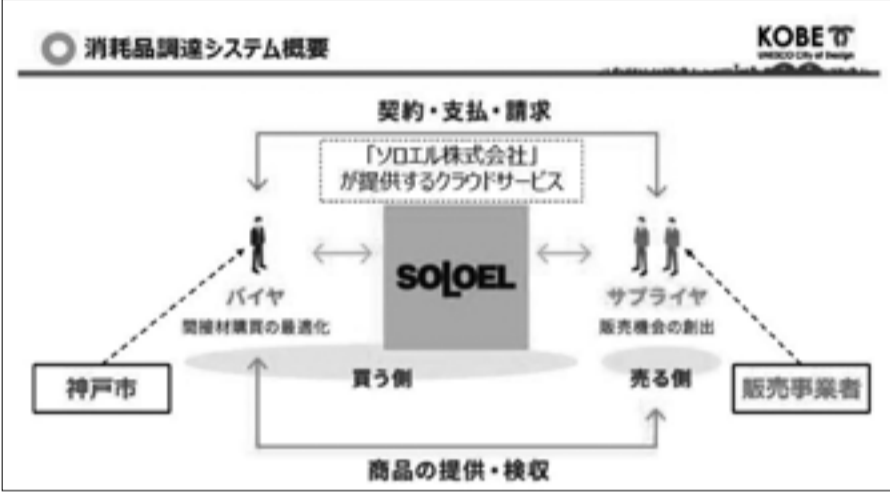 消耗品調達システム概要
KOBE
UNESCO City of Design
契約・支払・請求
「ソロエル株式会社」
が提供するクラウドサービス
SOLOEL
バイヤ
間接材購買の最適化
サプライヤ
販売機会の創出
神戸市
買う側
売る側
販売事業者
商品の提供・検収